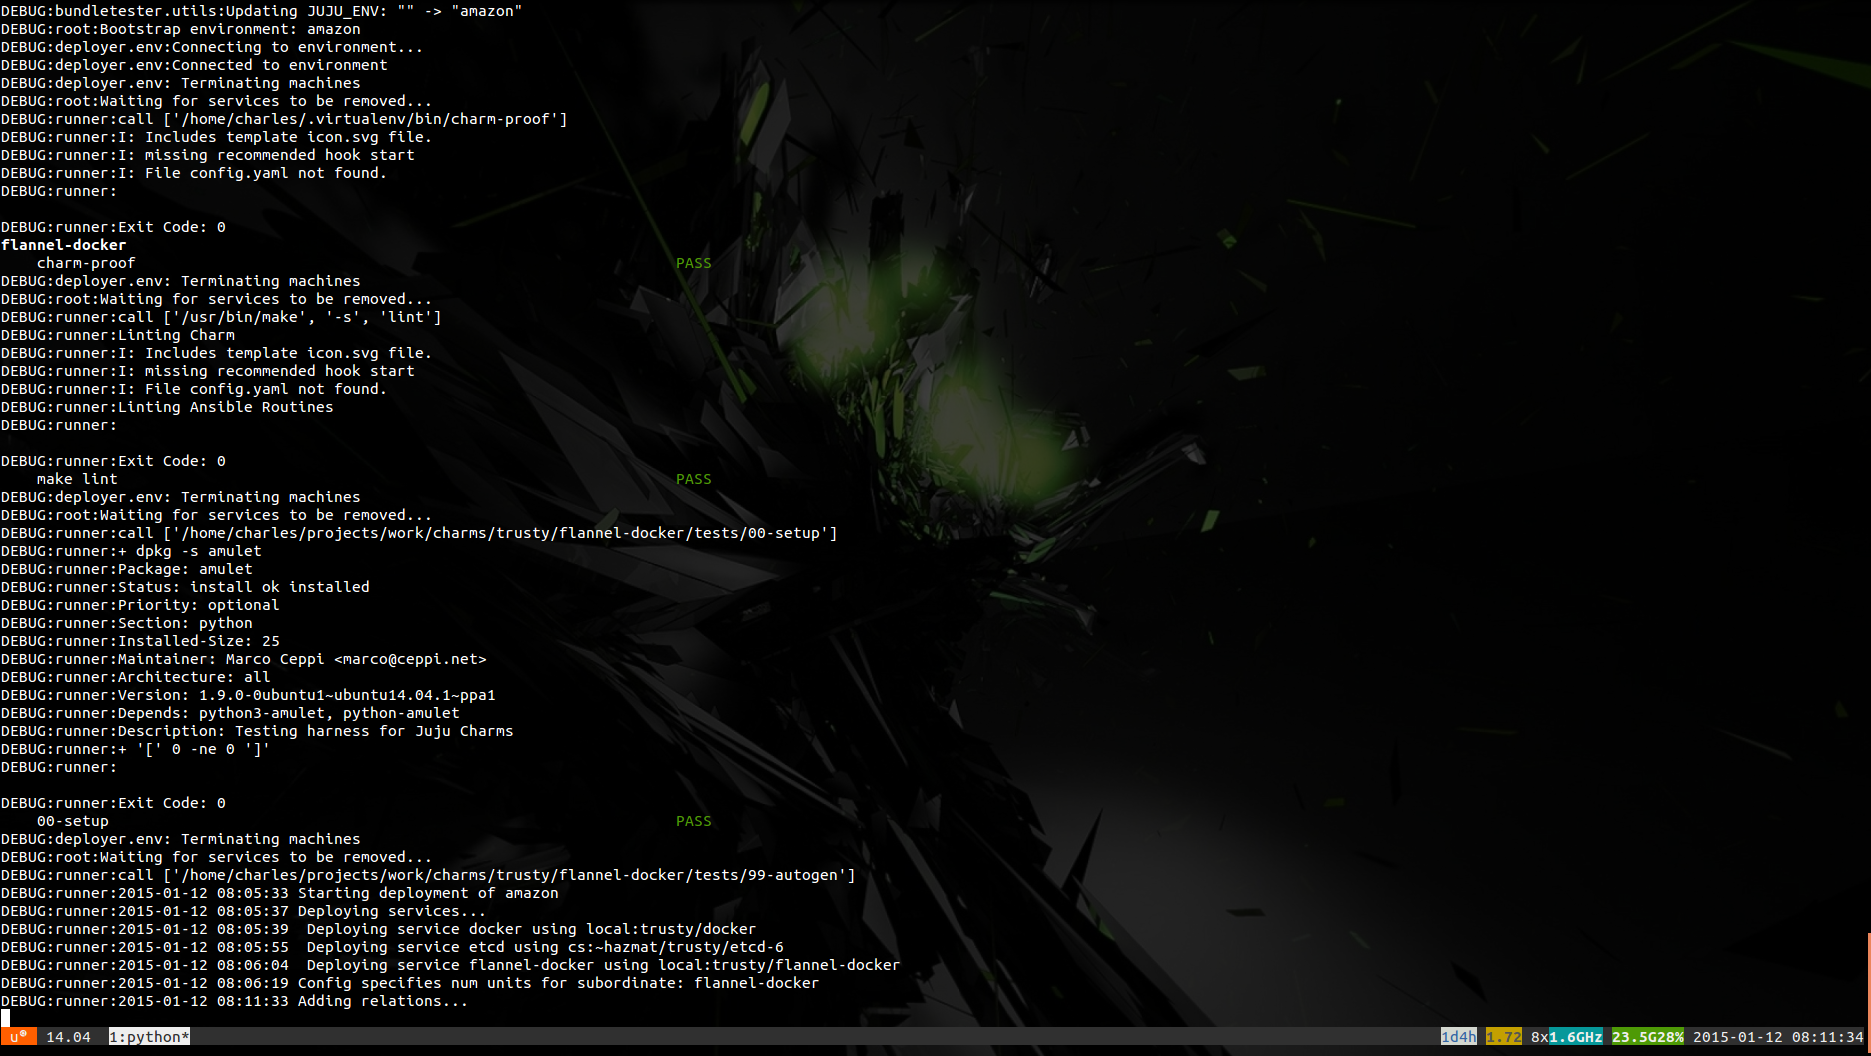 DEBUG:bundletester.utils:Updating JUJU_ENV: "" -> "amazon"
DEBUG:root:Bootstrap environment: amazon
DEBUG:deployer.env:Connecting to environment...
DEBUG:deployer.env:Connected to environment
DEBUG:deployer.env: Terminating machines
DEBUG:root:Waiting for services to be removed...
DEBUG:runner:call ['/home/charles/.virtualenv/bin/charm-proof']
DEBUG:runner:I: Includes template icon.svg file.
DEBUG:runner:I: missing recommended hook start
DEBUG:runner:I: File config.yaml not found.
DEBUG:runner:
DEBUG:runner:Exit Code: 0
flannel-docker
charm-proof PASS
DEBUG:deployer.env: Terminating machines
DEBUG:root:Waiting for services to be removed...
DEBUG:runner:call ['/usr/bin/make', '-s', 'lint']
DEBUG:runner:Linting Charm
DEBUG:runner:I: Includes template icon.svg file.
DEBUG:runner:I: missing recommended hook start
DEBUG:runner:I: File config.yaml not found.
DEBUG:runner:Linting Ansible Routines
DEBUG:runner:
DEBUG:runner:Exit Code: 0
make lint PASS
DEBUG:deployer.env: Terminating machines
DEBUG:root:Waiting for services to be removed...
DEBUG:runner:call ['/home/charles/projects/work/charms/trusty/flannel-docker/tests/00-setup']
DEBUG:runner:+ dpkg -s amulet
DEBUG:runner:Package: amulet
DEBUG:runner:Status: install ok installed
DEBUG:runner:Priority: optional
DEBUG:runner:Section: python
DEBUG:runner:Installed-Size: 25
DEBUG:runner:Maintainer: Marco Ceppi <marco@ceppi.net>
DEBUG:runner:Architecture: all
DEBUG:runner:Version: 1.9.0-0ubuntu1~ubuntu14.04.1~ppa1
DEBUG:runner:Depends: python3-amulet, python-amulet
DEBUG:runner:Description: Testing harness for Juju Charms
DEBUG:runner:+ '[' 0 -ne 0 ']'
DEBUG:runner:
DEBUG:runner:Exit Code: 0
00-setup PASS
DEBUG:deployer.env: Terminating machines
DEBUG:root:Waiting for services to be removed...
DEBUG:runner:call ['/home/charles/projects/work/charms/trusty/flannel-docker/tests/99-autogen']
DEBUG:runner:2015-01-12 08:05:33 Starting deployment of amazon
DEBUG:runner:2015-01-12 08:05:37 Deploying services...
DEBUG:runner:2015-01-12 08:05:39  Deploying service docker using local:trusty/docker
DEBUG:runner:2015-01-12 08:05:55  Deploying service etcd using cs:~hazmat/trusty/etcd-6
DEBUG:runner:2015-01-12 08:06:04  Deploying service flannel-docker using local:trusty/flannel-docker
DEBUG:runner:2015-01-12 08:06:19 Config specifies num units for subordinate: flannel-docker
DEBUG:runner:2015-01-12 08:11:33 Adding relations...
u® 14.04 1:python* 1d4h 1.72 8x1.6GHz 23.5G28% 2015-01-12 08:11:34